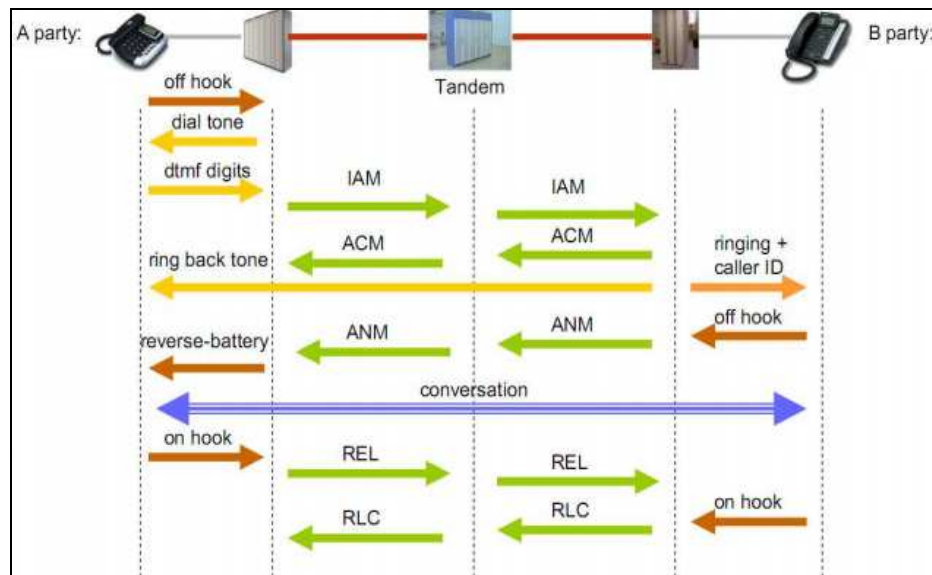 A party:
B party:
Tandem
off hook
dial tone
dtmf digits
IAM
IAM
ACM
ACM
ringing +
caller ID
ring back tone
off hook
ANM
ANM
reverse-battery
conversation
on hook
REL
REL
on hook
RLC
RLC